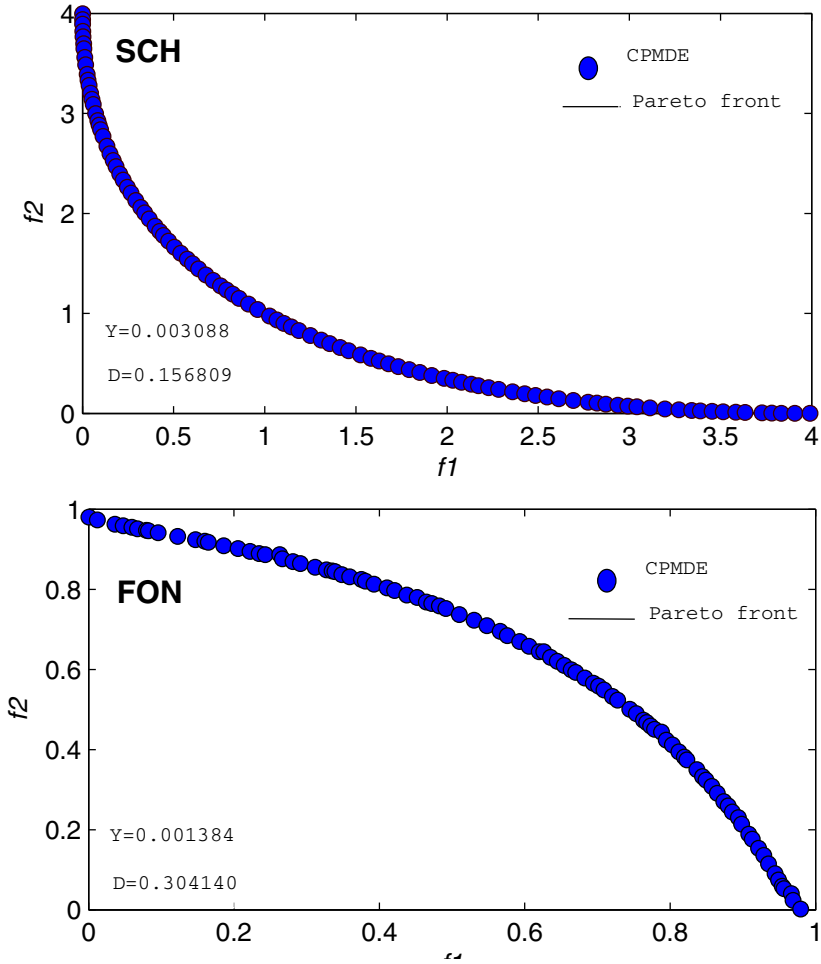 4
SCH
CPMDE
Pareto front
3
f2
2
1
Y=0.003088
D=0.156809
0
0 0.5 1 1.5 2 2.5 3 3.5 4
f1
1
CPMDE
FON
Pareto front
0.8
0.6
f2
0.4
0.2
Y=0.001384
D=0.304140
0
0 0.2 0.4 0.6 0.8 1
f1